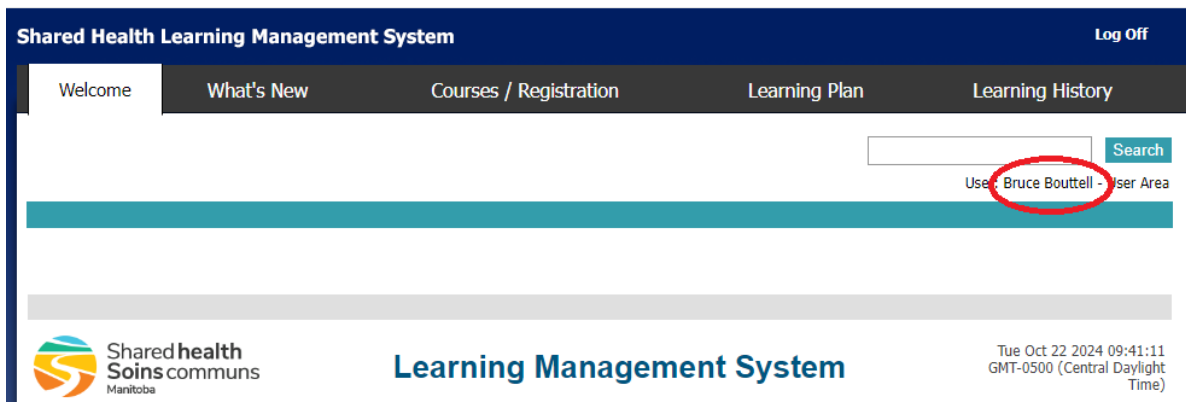 Shared Health Learning Management System Log Off
Welcome What's New Courses / Registration Learning Plan Learning History
Search
User: Bruce Bouttell - User Area
Shared health
Soins communs
Manitoba
Learning Management System
Tue Oct 22 2024 09:41:11
GMT-0500 (Central Daylight
Time)